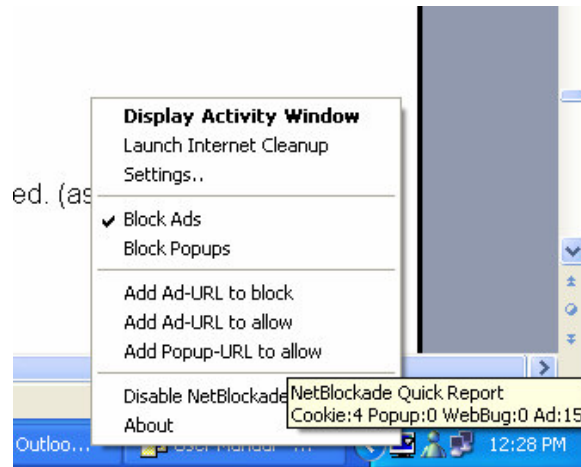 Display Activity Window
Launch Internet Cleanup
Settings..
ed. (as
Block Ads
Block Popups
Add Ad-URL to block
Add Ad-URL to allow
Add Popup-URL to allow
Disable NetBlockade
NetBlockade Quick Report
Cookie:4 Popup:0 WebBug:0 Ad:15
About
Outloo...
12:28 PM